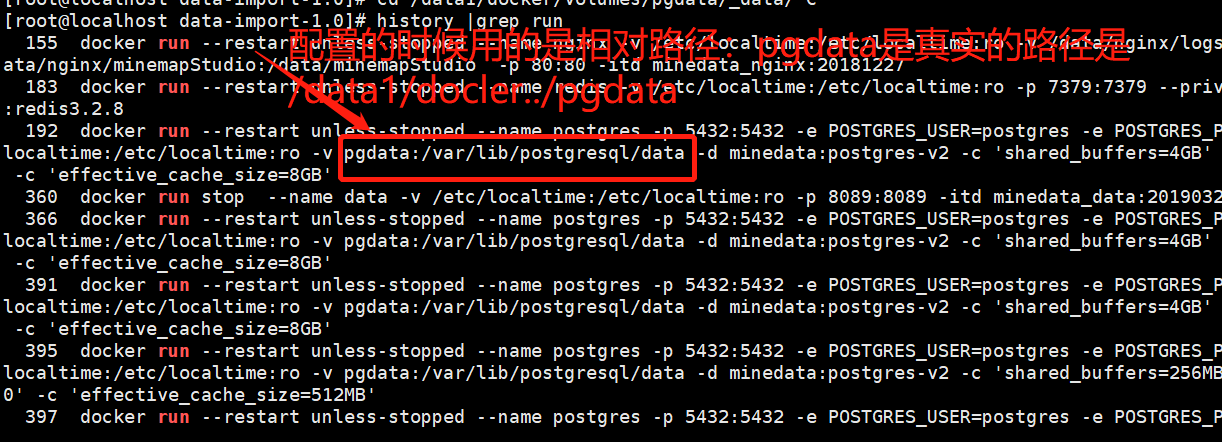 [root@localhost data-import-1.0]# cd /data1/docker/volumes/pgdata/_data/^C
[root@localhost data-import-1.0]# history |grep run
配置的时候用的是相对路径：pgdata是真实的路径是
/data1/docler../pgdata
155 docker run --restart unless-stopped --name nginx -v /etc/localtime:/etc/localtime:ro -v /data/nginx/logs
ata/nginx/minemapStudio:/data/minemapStudio -p 80:80 -itd minedata_nginx:20181227
183 docker run --restart unless-stopped --name redis -v /etc/localtime:/etc/localtime:ro -p 7379:7379 --priv
:redis3.2.8
192 docker run --restart unless-stopped --name postgres -p 5432:5432 -e POSTGRES_USER=postgres -e POSTGRES_P
localtime:/etc/localtime:ro -v pgdata:/var/lib/postgresql/data -d minedata:postgres-v2 -c 'shared_buffers=4GB'
-c 'effective_cache_size=8GB'
360 docker run stop --name data -v /etc/localtime:/etc/localtime:ro -p 8089:8089 -itd minedata_data:2019032
366 docker run --restart unless-stopped --name postgres -p 5432:5432 -e POSTGRES_USER=postgres -e POSTGRES_P
localtime:/etc/localtime:ro -v pgdata:/var/lib/postgresql/data -d minedata:postgres-v2 -c 'shared_buffers=4GB'
-c 'effective_cache_size=8GB'
391 docker run --restart unless-stopped --name postgres -p 5432:5432 -e POSTGRES_USER=postgres -e POSTGRES_P
localtime:/etc/localtime:ro -v pgdata:/var/lib/postgresql/data -d minedata:postgres-v2 -c 'shared_buffers=4GB'
-c 'effective_cache_size=8GB'
395 docker run --restart unless-stopped --name postgres -p 5432:5432 -e POSTGRES_USER=postgres -e POSTGRES_P
localtime:/etc/localtime:ro -v pgdata:/var/lib/postgresql/data -d minedata:postgres-v2 -c 'shared_buffers=256MB
0' -c 'effective_cache_size=512MB'
397 docker run --restart unless-stopped --name postgres -p 5432:5432 -e POSTGRES_USER=postgres -e POSTGRES_P